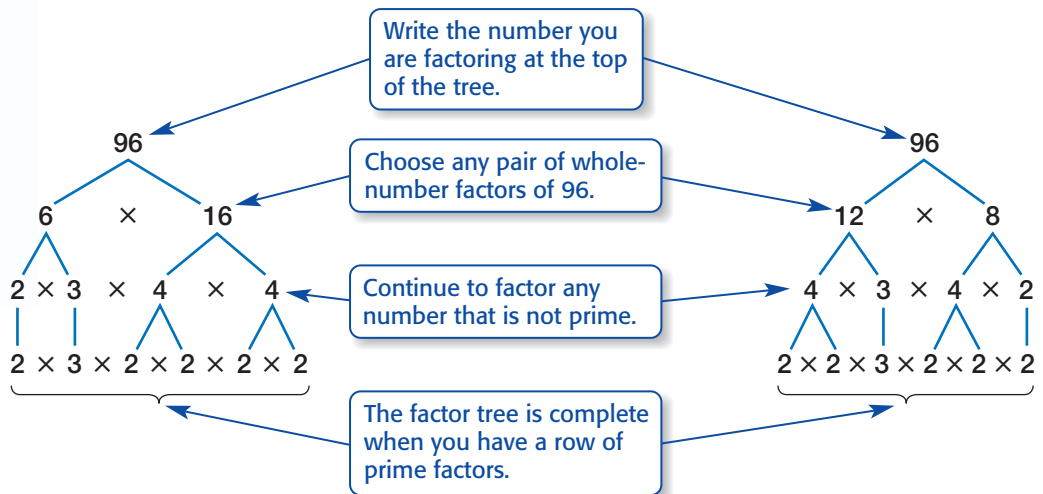 Write the number you
are factoring at the top
of the tree.
96
96
Choose any pair of whole-
number factors of 96.
6 × 16
12 × 8
2 × 3 × 4 × 4
Continue to factor any
number that is not prime.
4 × 3 × 4 × 2
2 × 3 × 2 × 2 × 2 × 2
2 × 2 × 3 × 2 × 2 × 2
The factor tree is complete
when you have a row of
prime factors.